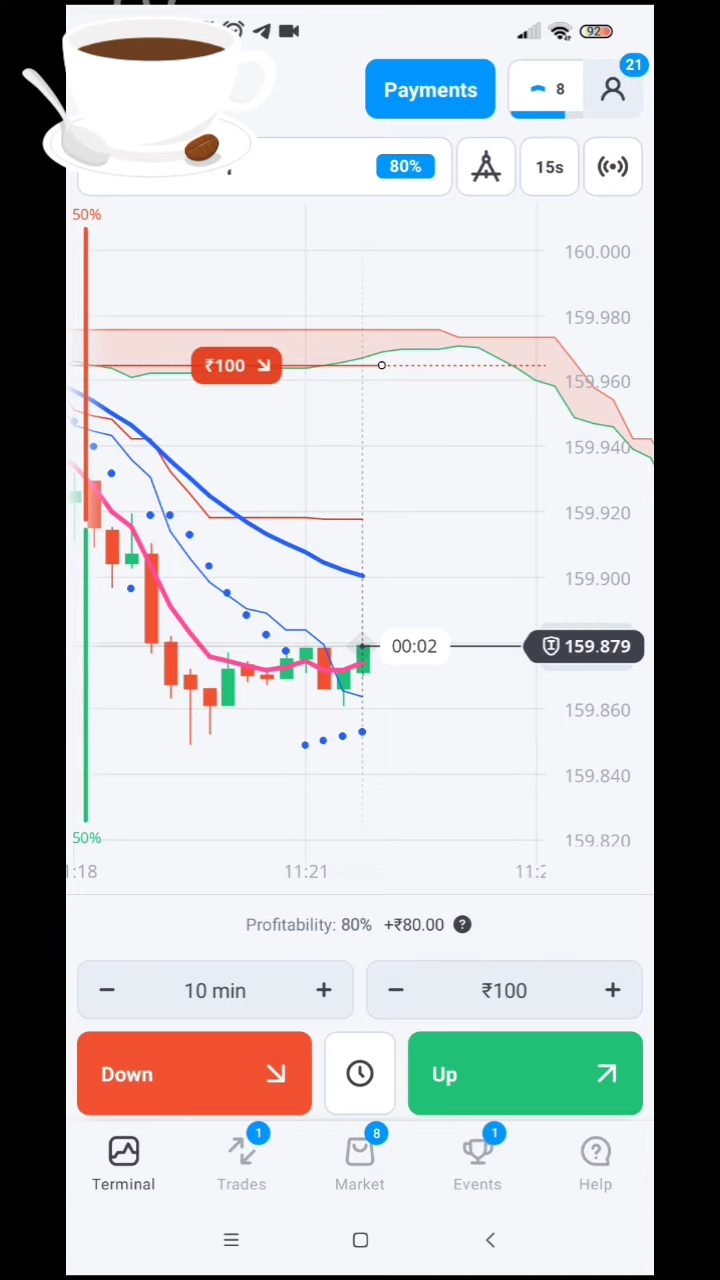 92
Payments
8
21
80%
15s
50%
160.000
159.980
₹100
159.960
159.940
159.920
159.900
00:02
159.879
159.860
159.840
50%
159.820
:18
11:21
Profitability: 80% +₹80.00 ?
− 10 min +
− ₹100 +
Down
Up
1
8
1
Terminal
Trades
Market
Events
Help